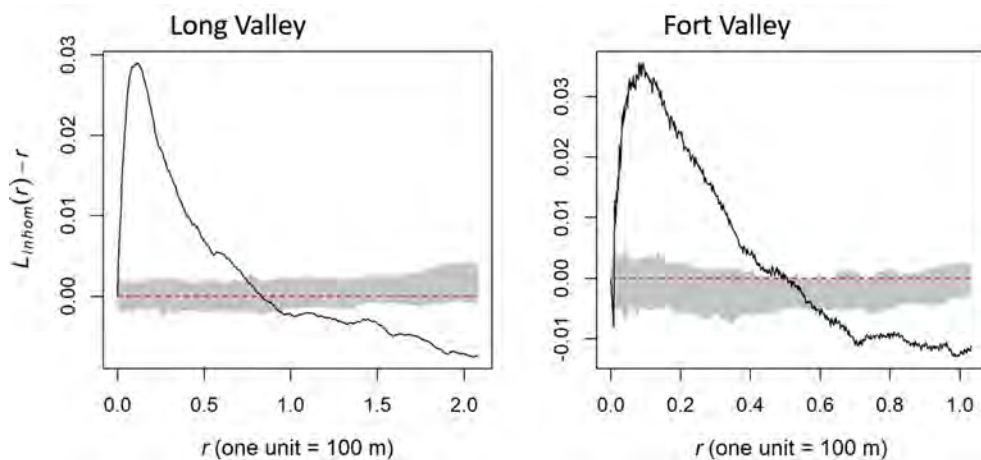 Long Valley
Fort Valley
L_inhom(r) − r
0.03
0.02
0.01
0.00
0.0 0.5 1.0 1.5 2.0
r (one unit = 100 m)
0.03
0.02
0.01
0.00
-0.01
0.0 0.2 0.4 0.6 0.8 1.0
r (one unit = 100 m)